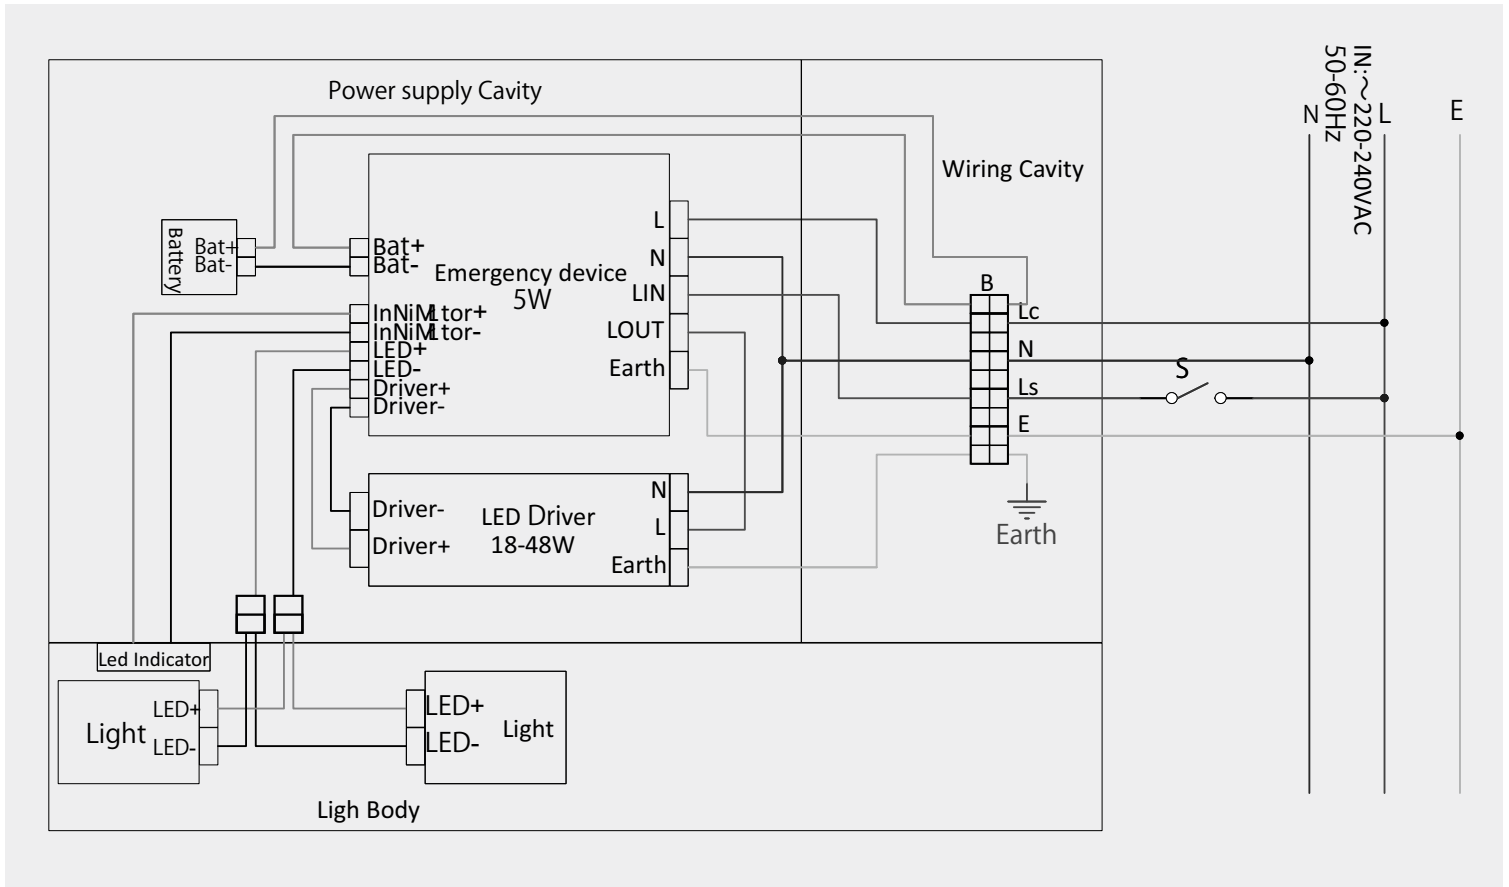 Power supply Cavity
Wiring Cavity
IN:～220-240VAC
50-60Hz
N
L
E
Battery
Bat+
Bat-
Bat+
Bat-
LED+
LED-
Driver+
Driver-
Emergency device
5W
L
N
LIN
LOUT
Earth
B
Lc
N
Ls
E
S
Earth
Driver-
Driver+
LED Driver
18-48W
N
L
Earth
Led Indicator
Light
LED+
LED-
LED+
LED-
Light
Ligh Body